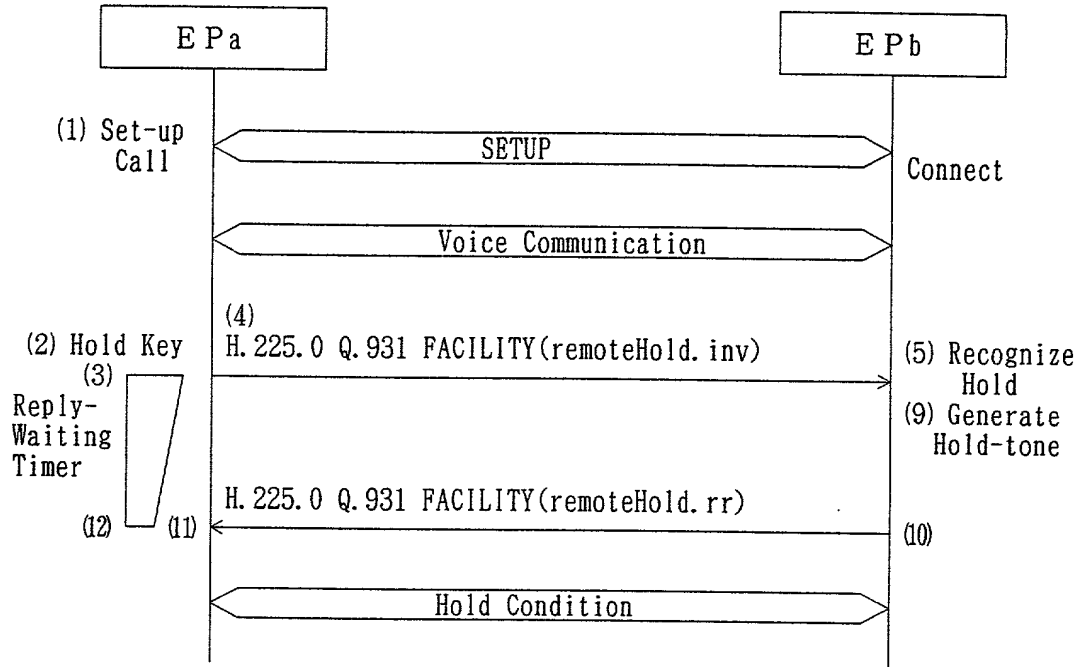 EPa
EPb
(1) Set-up
Call
SETUP
Connect
Voice Communication
(4)
(2) Hold Key
H.225.0 Q.931 FACILITY(remoteHold.inv)
(5) Recognize
Hold
(3)
Reply-
Waiting
Timer
(9) Generate
Hold-tone
H.225.0 Q.931 FACILITY(remoteHold.rr)
(12)
(11)
(10)
Hold Condition